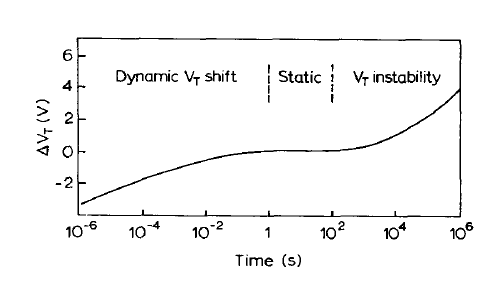 6
4
2
0
-2
ΔV_T (V)
Dynamic V_T shift
Static
V_T instability
10^-6
10^-4
10^-2
1
10^2
10^4
10^6
Time (s)